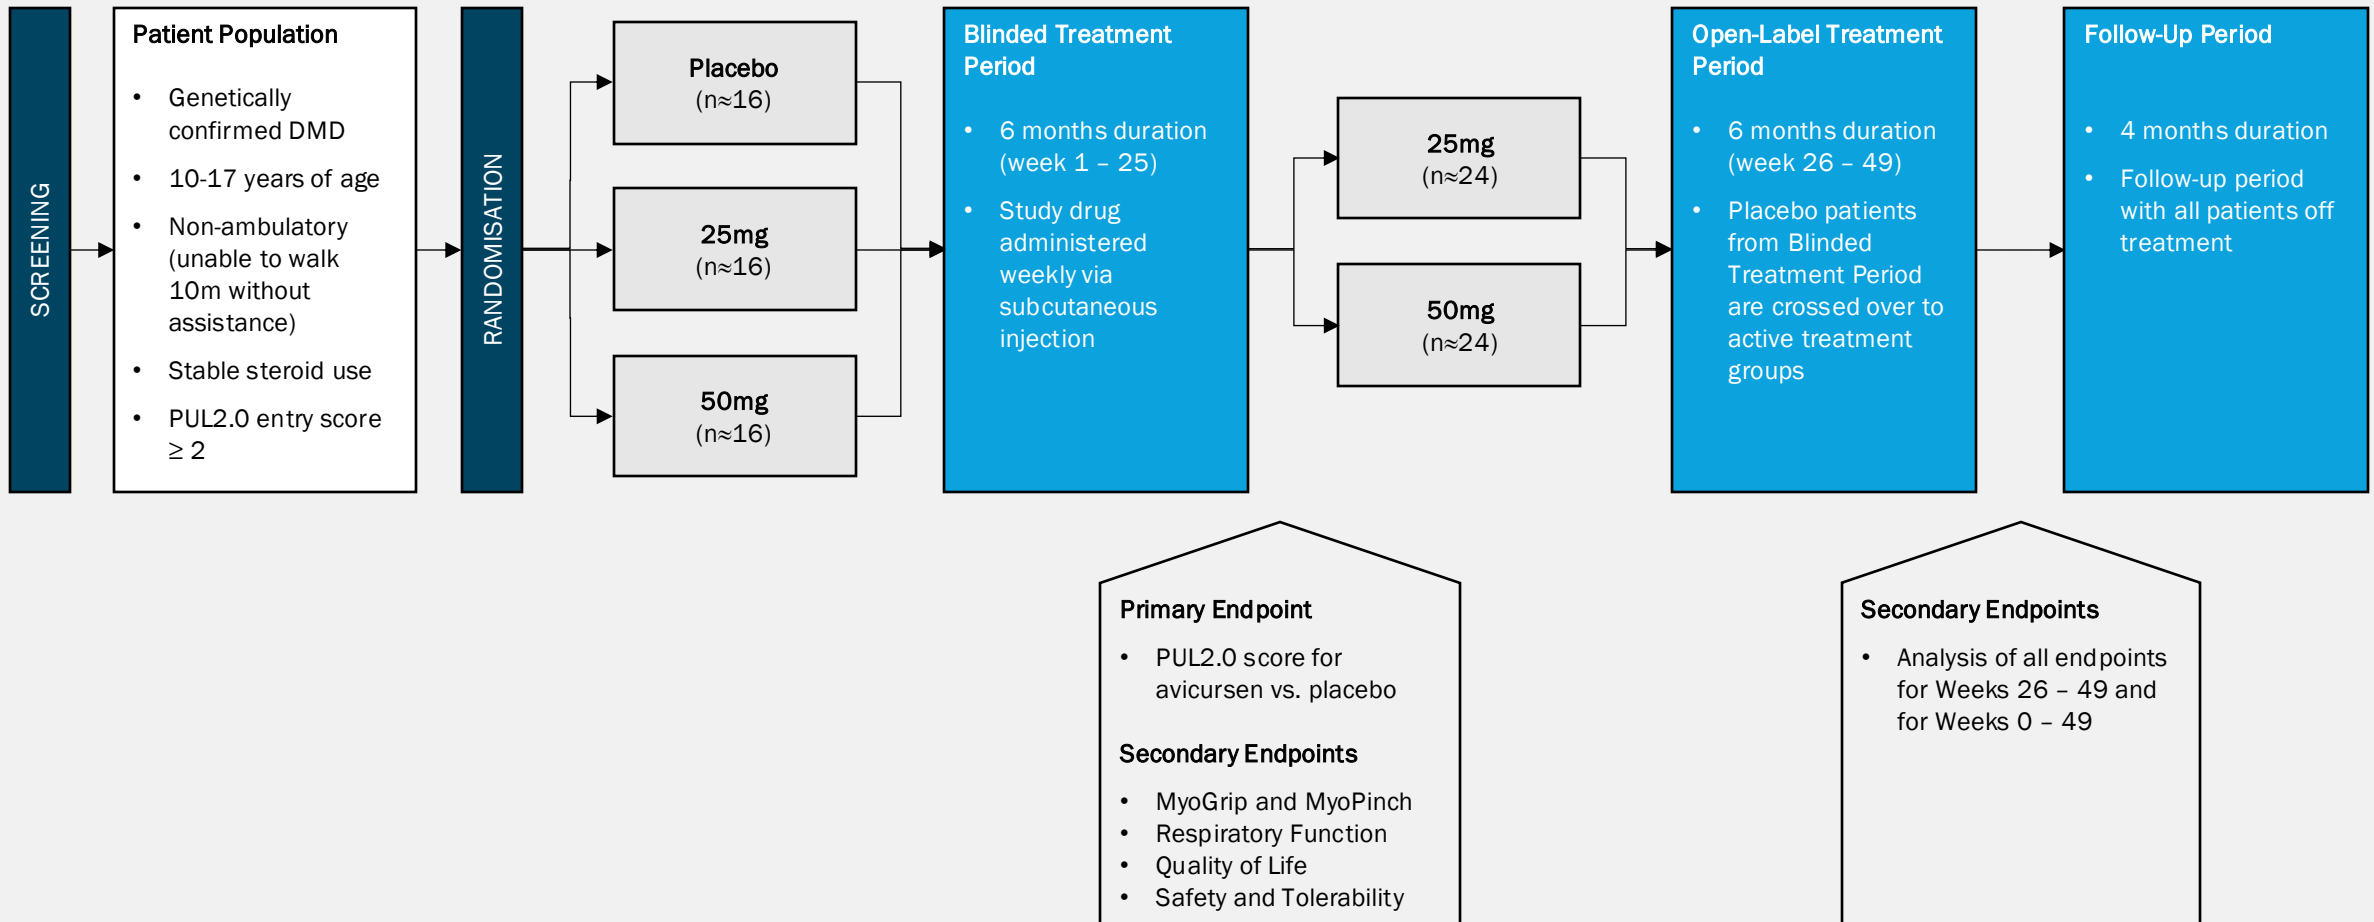 SCREENING
Patient Population
• Genetically
confirmed DMD
• 10-17 years of age
• Non-ambulatory
(unable to walk
10m without
assistance)
• Stable steroid use
• PUL2.0 entry score
≥ 2
RANDOMISATION
Placebo
(n≈16)
25mg
(n≈16)
50mg
(n≈16)
Blinded Treatment
Period
• 6 months duration
(week 1 – 25)
• Study drug
administered
weekly via
subcutaneous
injection
25mg
(n≈24)
50mg
(n≈24)
Open-Label Treatment
Period
• 6 months duration
(week 26 – 49)
• Placebo patients
from Blinded
Treatment Period
are crossed over to
active treatment
groups
Follow-Up Period
• 4 months duration
• Follow-up period
with all patients off
treatment
Primary Endpoint
• PUL2.0 score for
avicursen vs. placebo
Secondary Endpoints
• MyoGrip and MyoPinch
• Respiratory Function
• Quality of Life
• Safety and Tolerability
Secondary Endpoints
• Analysis of all endpoints
for Weeks 26 – 49 and
for Weeks 0 – 49